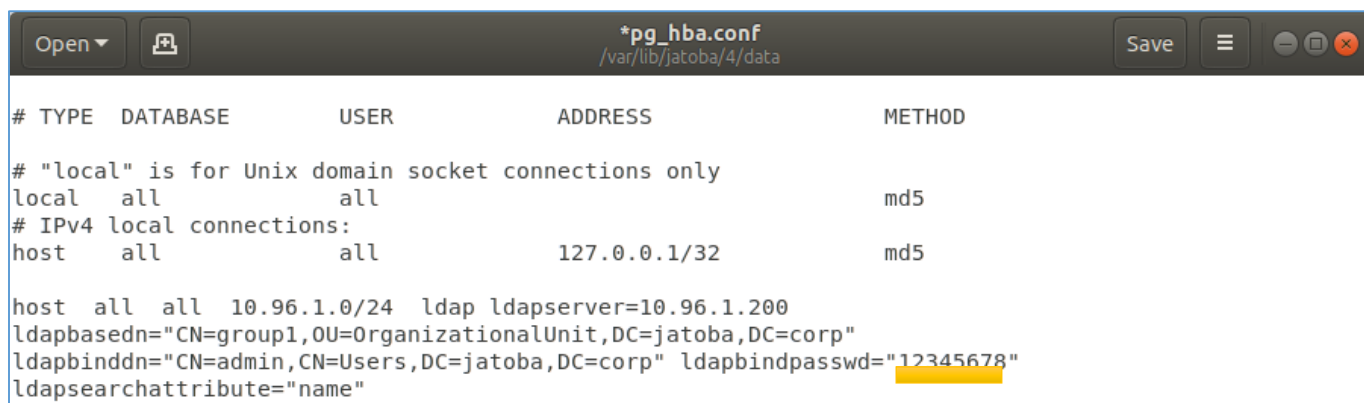 Open
*pg_hba.conf
/var/lib/jatoba/4/data
Save
# TYPE  DATABASE        USER            ADDRESS                 METHOD
# "local" is for Unix domain socket connections only
local   all             all                                     md5
# IPv4 local connections:
host    all             all             127.0.0.1/32            md5
host  all  all  10.96.1.0/24  ldap ldapserver=10.96.1.200
ldapbasedn="CN=group1,OU=OrganizationalUnit,DC=jatoba,DC=corp"
ldapbinddn="CN=admin,CN=Users,DC=jatoba,DC=corp" ldapbindpasswd="12345678"
ldapsearchattribute="name"